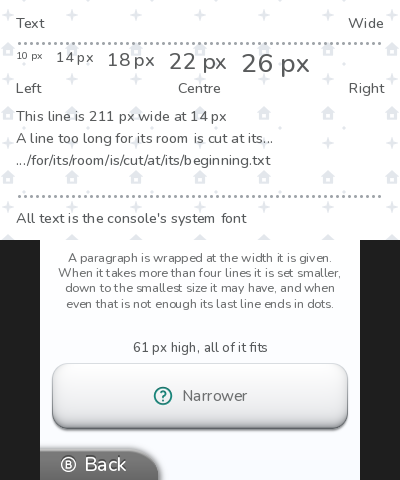 Text Wide
10 px 14 px 18 px 22 px 26 px
Left Centre Right
This line is 211 px wide at 14 px
A line too long for its room is cut at its...
.../for/its/room/is/cut/at/its/beginning.txt
All text is the console's system font
A paragraph is wrapped at the width it is given.
When it takes more than four lines it is set smaller,
down to the smallest size it may have, and when
even that is not enough its last line ends in dots.
61 px high, all of it fits
Narrower
B Back